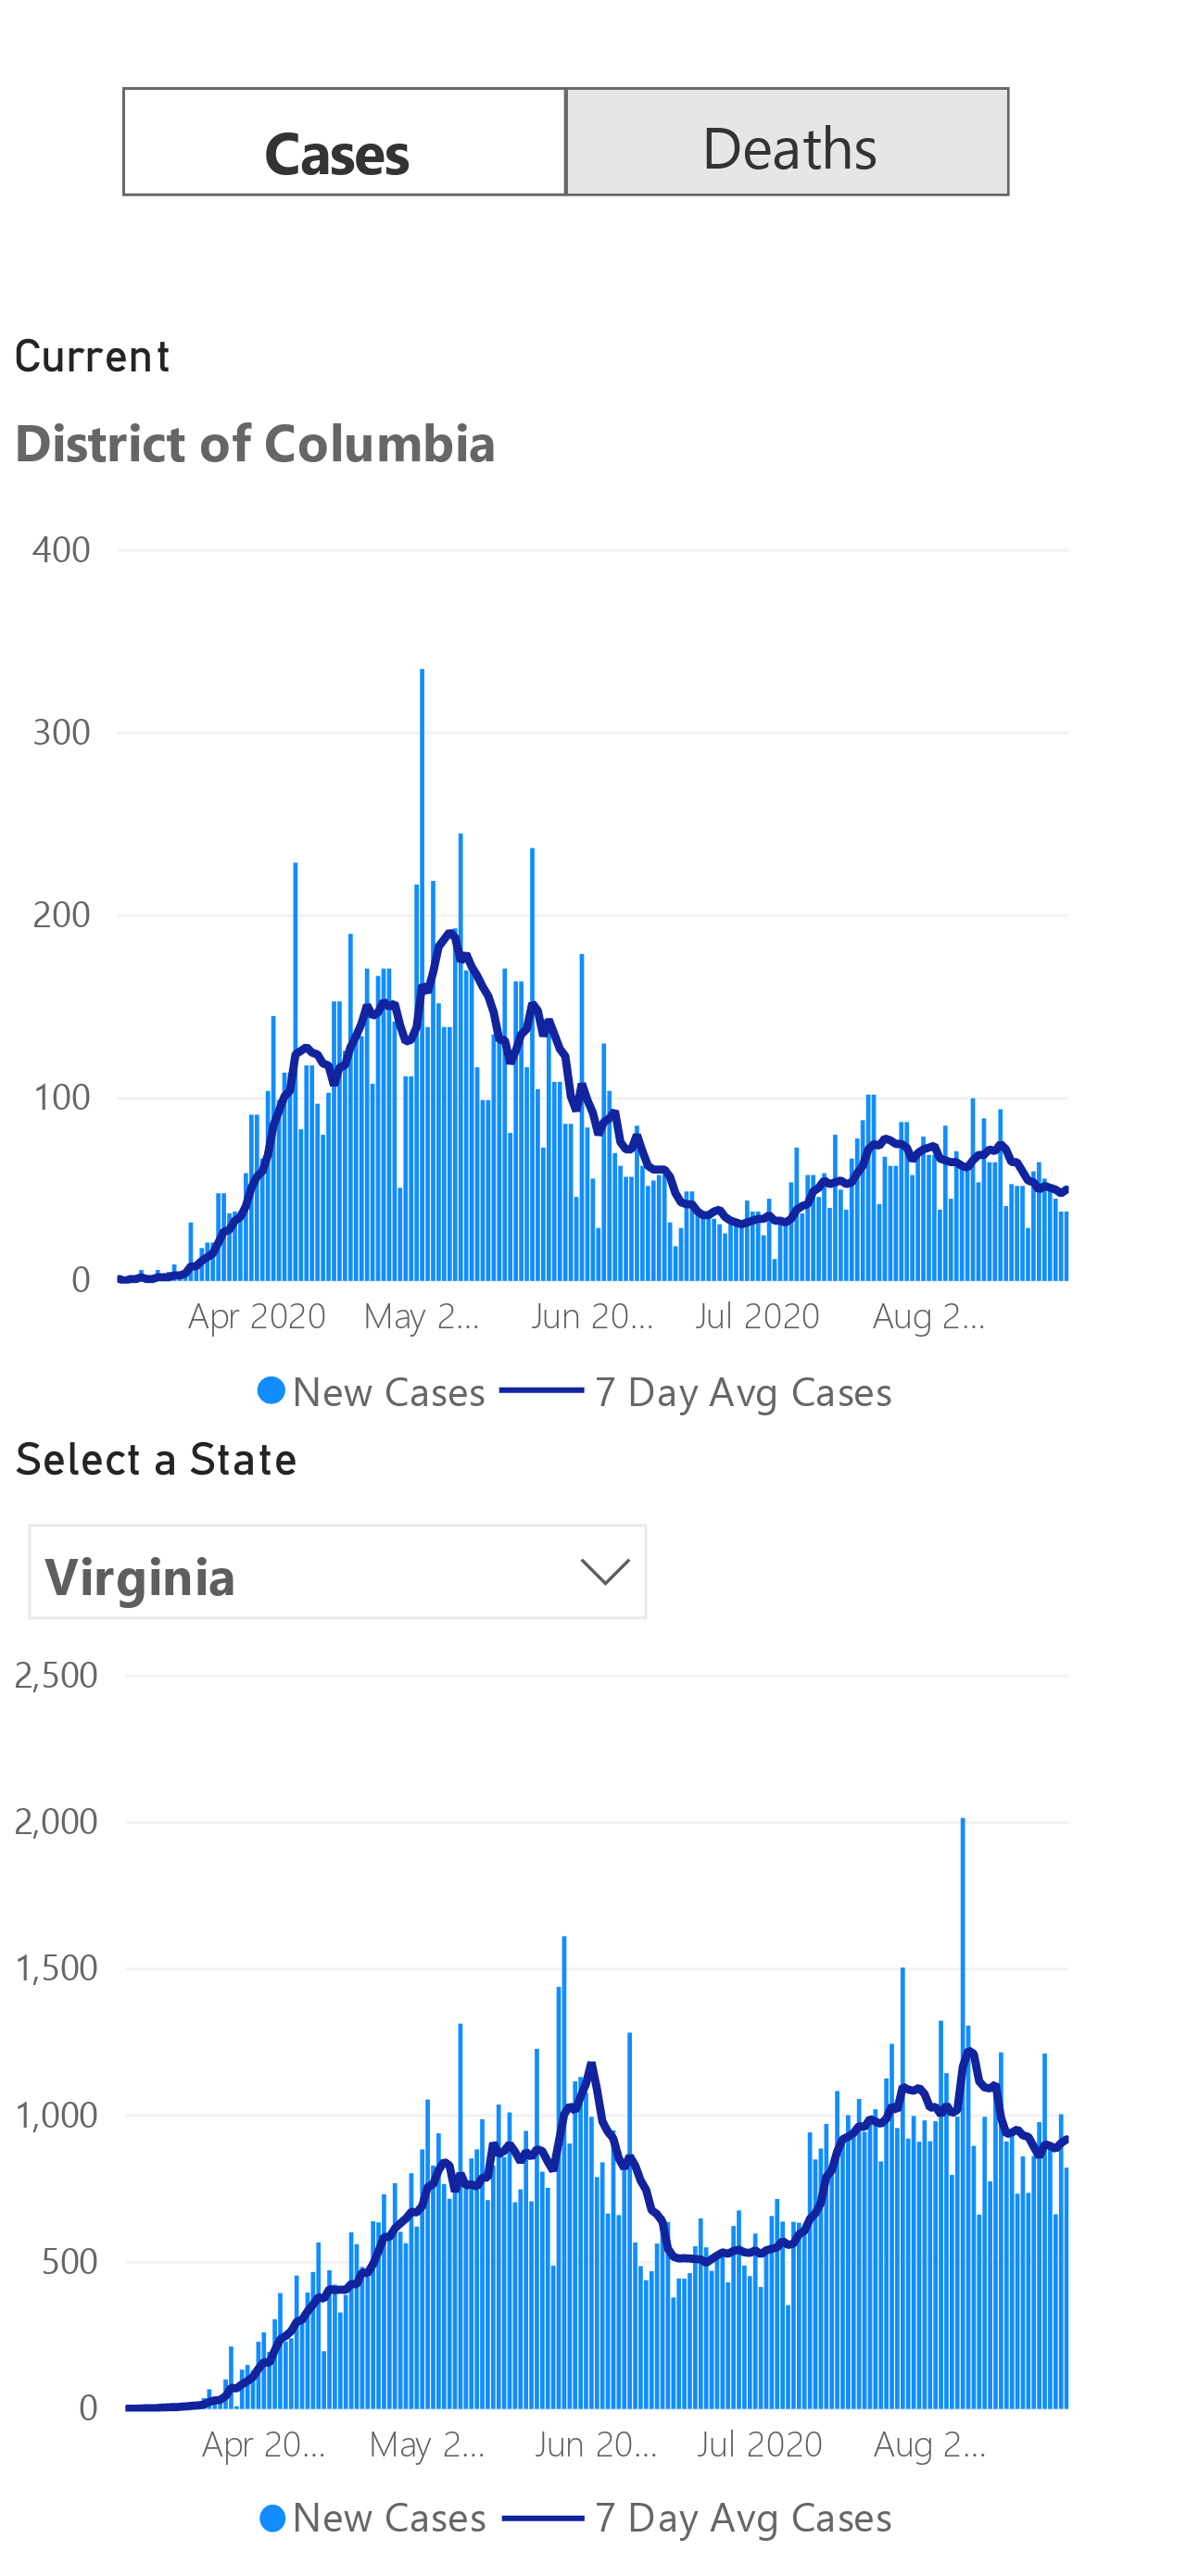 Cases Deaths
Current
District of Columbia
400
300
200
100
0
Apr 2020 May 2... Jun 20... Jul 2020 Aug 2...
New Cases 7 Day Avg Cases
Select a State
Virginia
2,500
2,000
1,500
1,000
500
0
Apr 20... May 2... Jun 20... Jul 2020 Aug 2...
New Cases 7 Day Avg Cases